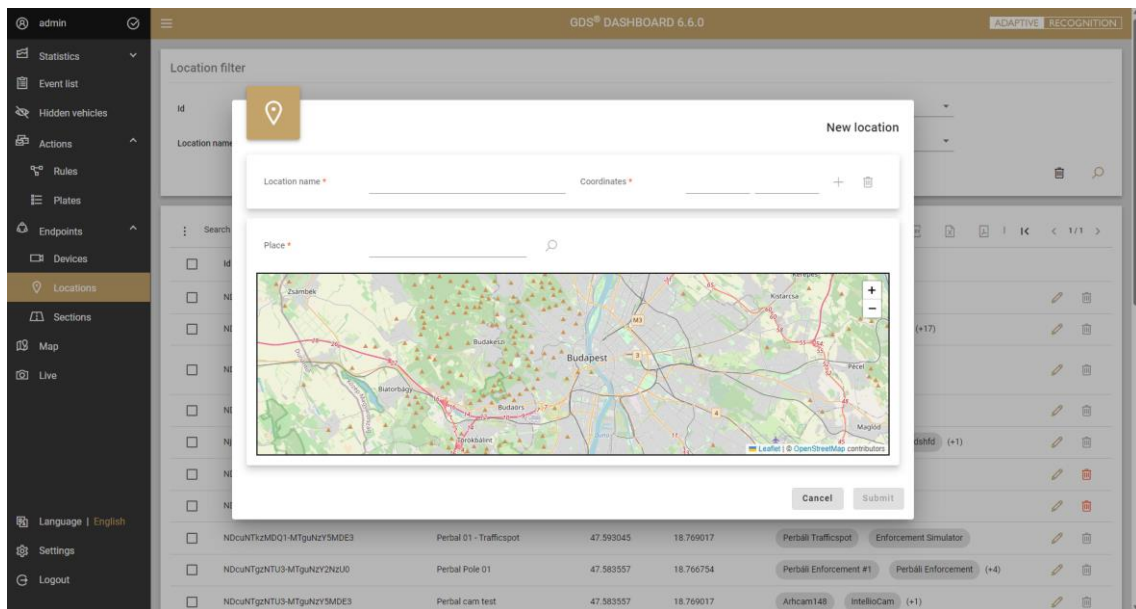 admin
GDS® DASHBOARD 6.6.0
ADAPTIVE RECOGNITION
Statistics
Event list
Hidden vehicles
Actions
Rules
Plates
Endpoints
Devices
Locations
Sections
Map
Live
Language | English
Settings
Logout
Location filter
Id
Location name
New location
Location name *
Coordinates *
Place *
Zsámbék
Budakeszi
Biatorbágy
Budaörs
Törökbálint
Budapest
M3
Kistarcsa
Pécel
Maglód
+
−
Leaflet | © OpenStreetMap contributors
Cancel Submit
Search
1/1
Id
(+17)
dshfd (+1)
NDcuNTkzMDQ1-MTguNzY5MDE3 Perbal 01 - Trafficspot 47.593045 18.769017 Perbáli Trafficspot Enforcement Simulator
NDcuNTgzNTU3-MTguNzY2NzU0 Perbal Pole 01 47.583557 18.766754 Perbáli Enforcement #1 Perbáli Enforcement (+4)
NDcuNTgzNTU3-MTguNzY5MDE3 Perbal cam test 47.583557 18.769017 Arhcam148 IntellioCam (+1)